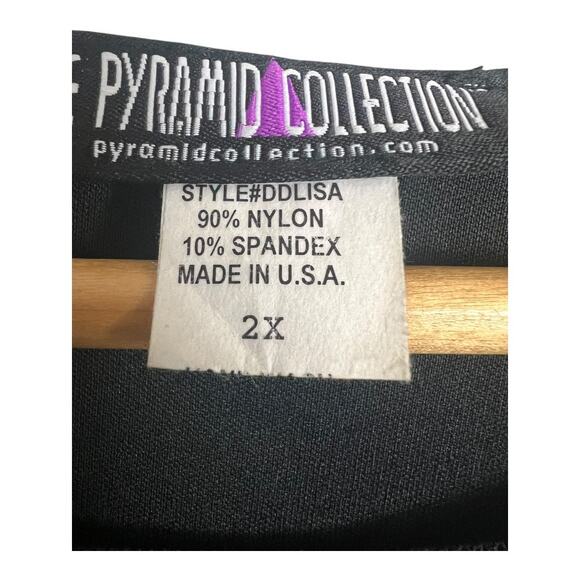 PYRAMID COLLECTION
pyramidcollection.com
STYLE#DDLISA
90% NYLON
10% SPANDEX
MADE IN U.S.A.
2X